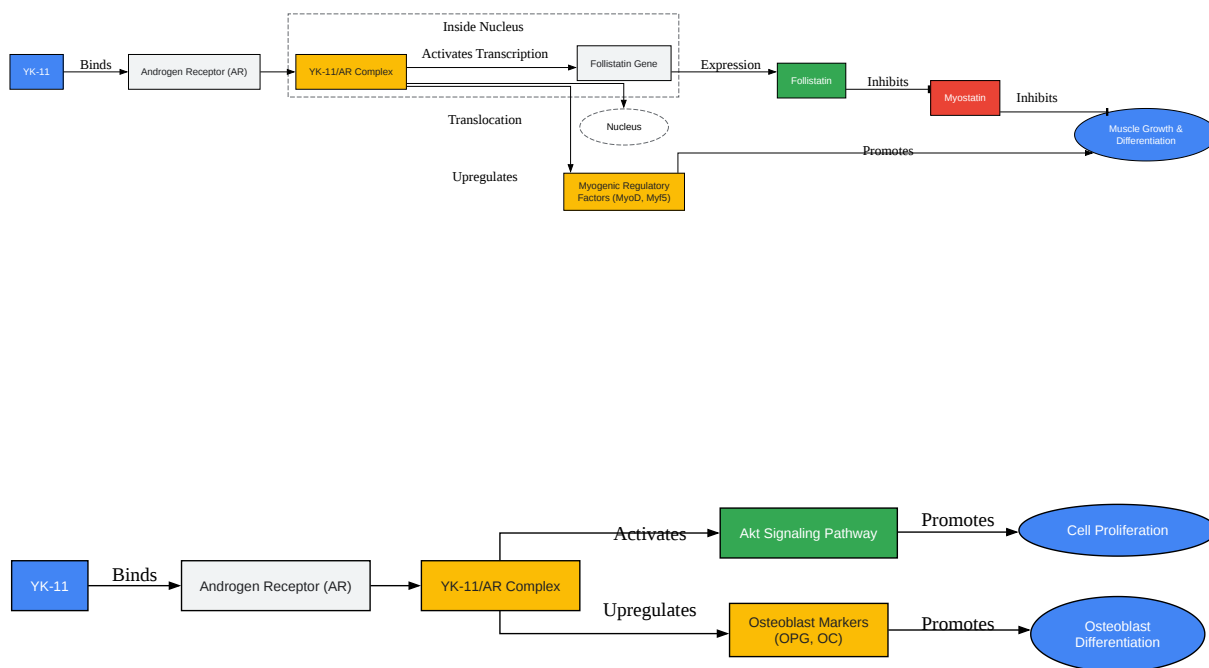 Inside Nucleus
YK-11
Binds
Androgen Receptor (AR)
YK-11/AR Complex
Activates Transcription
Follistatin Gene
Expression
Follistatin
Inhibits
Myostatin
Inhibits
Muscle Growth &
Differentiation
Translocation
Nucleus
Upregulates
Myogenic Regulatory
Factors (MyoD, Myf5)
Promotes
YK-11
Binds
Androgen Receptor (AR)
YK-11/AR Complex
Activates
Akt Signaling Pathway
Promotes
Cell Proliferation
Upregulates
Osteoblast Markers
(OPG, OC)
Promotes
Osteoblast
Differentiation